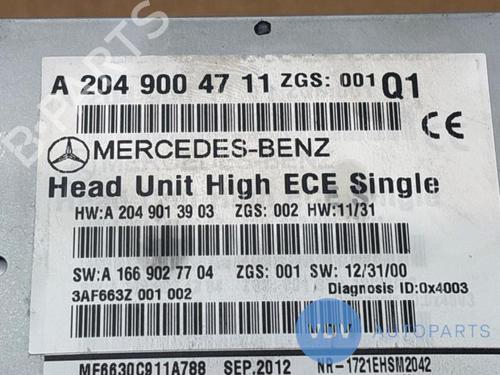 A 204 900 47 11 ZGS: 001 Q1
MERCEDES-BENZ
CE
Head Unit High ECE Single
HW:A 204 901 39 03 ZGS: 002 HW:11/31
SW:A 166 902 77 04 ZGS: 001 SW: 12/31/00
3AF663Z 001 002 Diagnosis ID:0x4003
VDV AUTOPARTS
MF6630C911A788 SEP.2012 NR-1721EHSM2042
B-PARTS